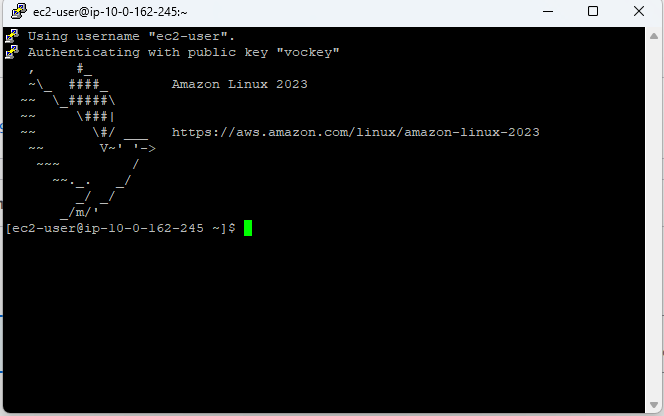 ec2-user@ip-10-0-162-245:~
Using username "ec2-user".
Authenticating with public key "vockey"
   ,     #_
   ~\_  ####_        Amazon Linux 2023
  ~~  \_#####\
  ~~     \###|
  ~~       \#/ ___   https://aws.amazon.com/linux/amazon-linux-2023
   ~~       V~' '->
    ~~~         /
      ~~._.   _/
         _/ _/
       _/m/'
[ec2-user@ip-10-0-162-245 ~]$